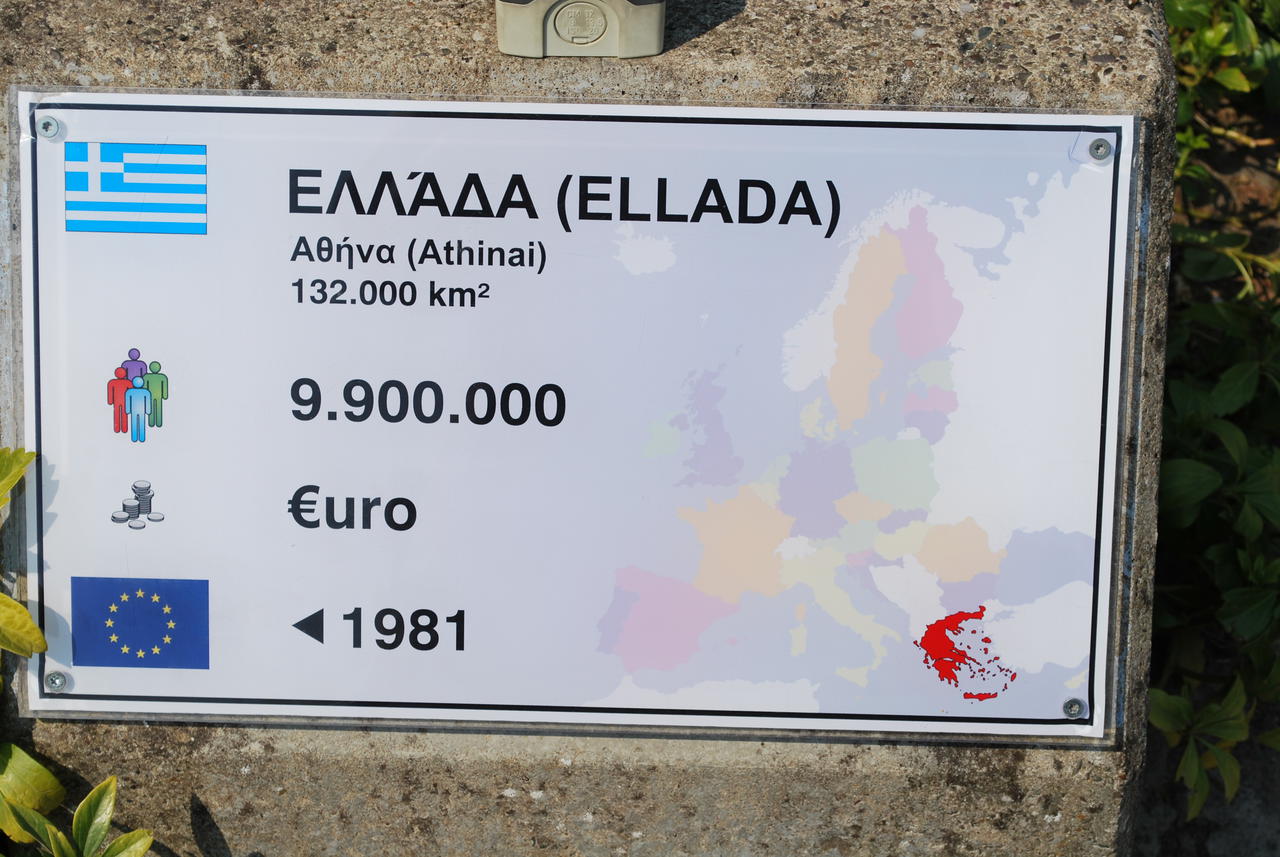 ΕΛΛΆΔΑ (ELLADA)
Αθήνα (Athinai)
132.000 km²
9.900.000
€uro
◄ 1981